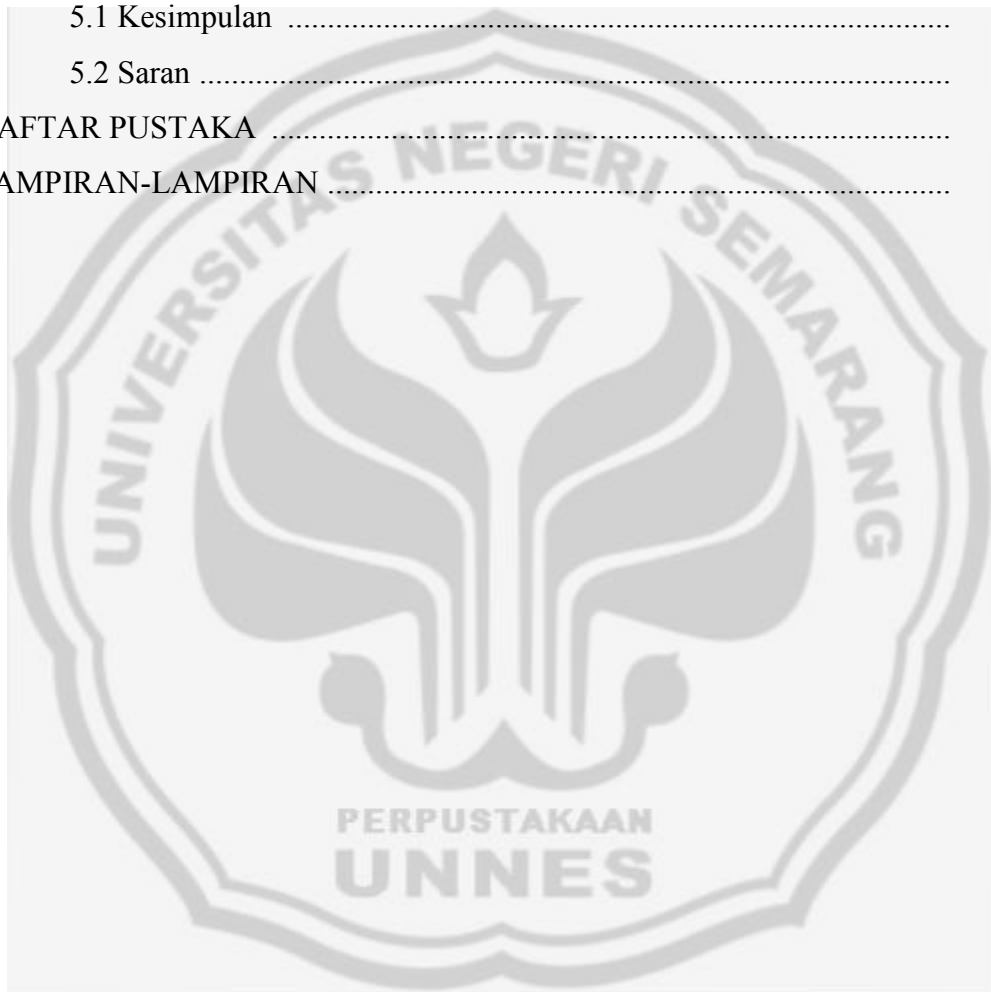 5.1 Kesimpulan ..................................................................................
5.2 Saran .............................................................................................
AFTAR PUSTAKA ....................................................................................
AMPIRAN-LAMPIRAN .............................................................................
UNIVERSITAS NEGERI SEMARANG
PERPUSTAKAAN
UNNES